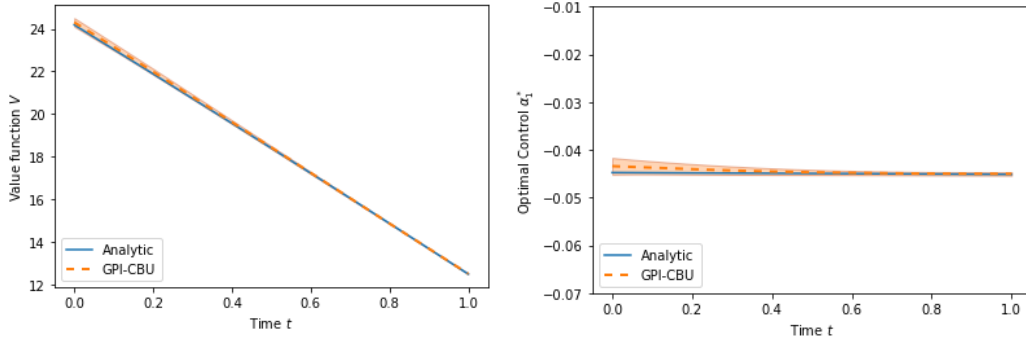 24
22
20
18
16
14
12
Value function V
0.0 0.2 0.4 0.6 0.8 1.0
Time t
Analytic
GPI-CBU
−0.01
−0.02
−0.03
−0.04
−0.05
−0.06
−0.07
Optimal Control α₁*
0.0 0.2 0.4 0.6 0.8 1.0
Time t
Analytic
GPI-CBU